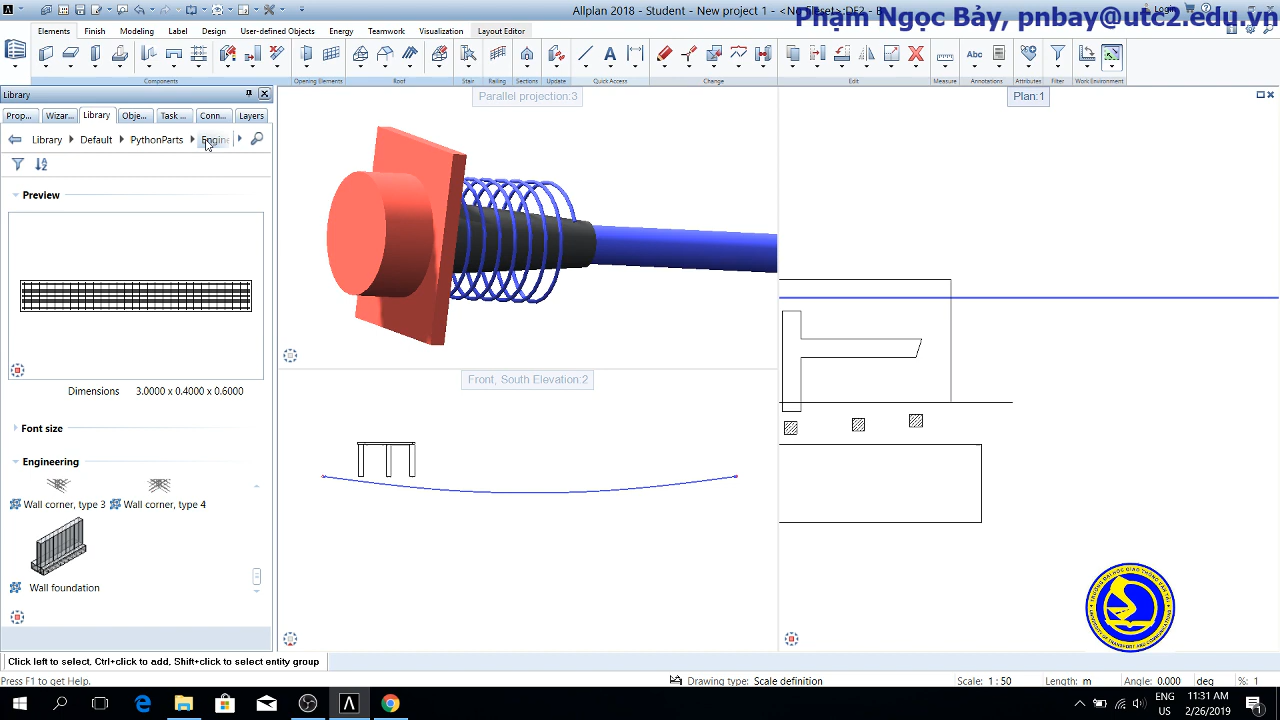 Allplan 2018 - Student - New project 1 - <No fileset>:DF2 -
Login
Phạm Ngọc Bảy, pnbay@utc2.edu.vn
Elements Finish Modeling Label Design User-defined Objects Energy Teamwork Visualization Layout Editor
Components Opening Elements Roof Stair Railing Sections Update Quick Access Change Edit Measure Annotations Attributes Filter Work Environment
Abc
Library
Prop... Wizar... Library Obje... Task ... Conn... Layers
Library Default PythonParts Engine
Preview
Dimensions 3.0000 x 0.4000 x 0.6000
Font size
Engineering
Wall corner, type 3 Wall corner, type 4
Wall foundation
Parallel projection:3
Plan:1
Front, South Elevation:2
Click left to select, Ctrl+click to add, Shift+click to select entity group
Press F1 to get Help.
Drawing type: Scale definition Scale: 1 : 50 Length: m Angle: 0.000 deg %: 1
ENG
US
11:31 AM
2/26/2019